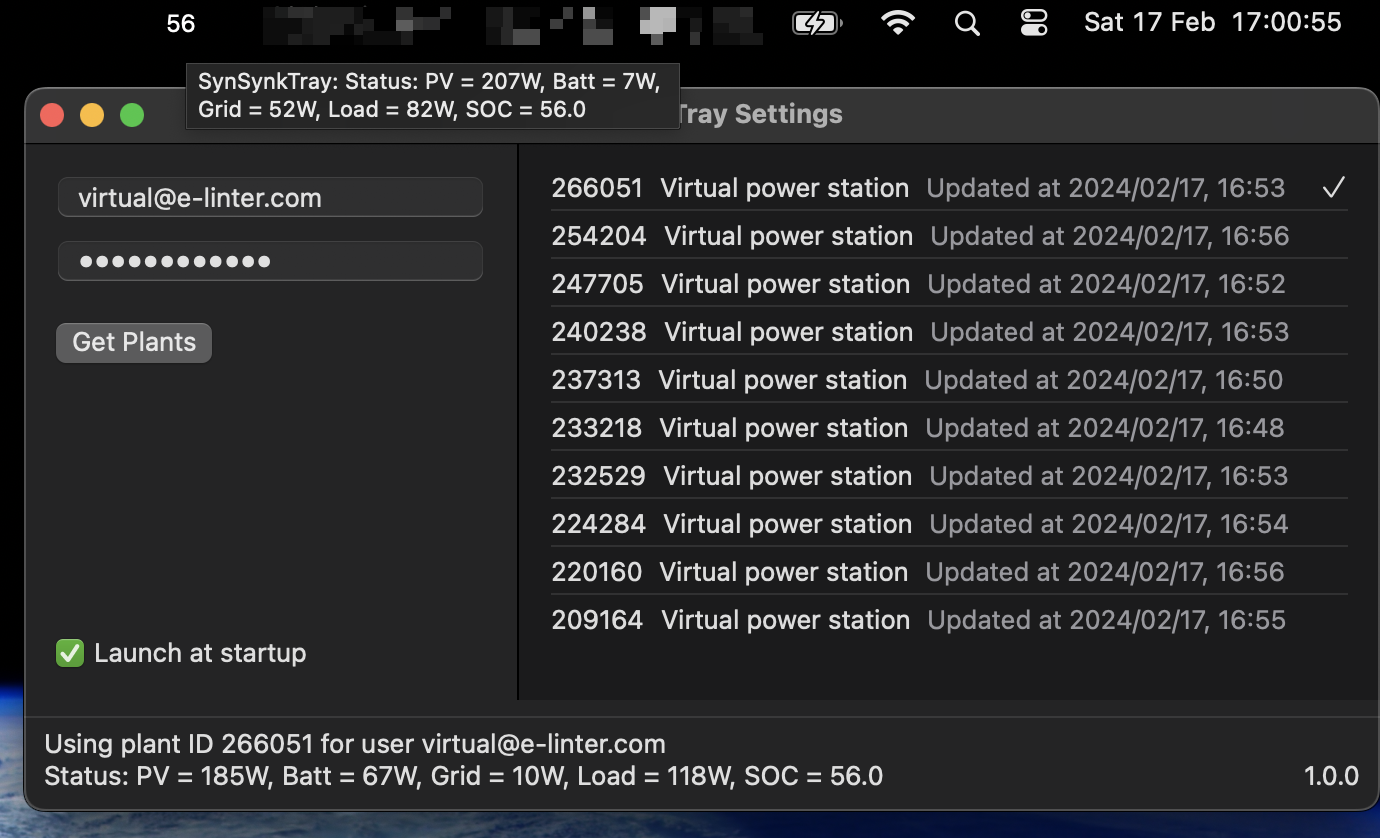 56
Sat 17 Feb 17:00:55
SynSynkTray: Status: PV = 207W, Batt = 7W,
Grid = 52W, Load = 82W, SOC = 56.0
Tray Settings
virtual@e-linter.com
Get Plants
Launch at startup
266051 Virtual power station Updated at 2024/02/17, 16:53
254204 Virtual power station Updated at 2024/02/17, 16:56
247705 Virtual power station Updated at 2024/02/17, 16:52
240238 Virtual power station Updated at 2024/02/17, 16:53
237313 Virtual power station Updated at 2024/02/17, 16:50
233218 Virtual power station Updated at 2024/02/17, 16:48
232529 Virtual power station Updated at 2024/02/17, 16:53
224284 Virtual power station Updated at 2024/02/17, 16:54
220160 Virtual power station Updated at 2024/02/17, 16:56
209164 Virtual power station Updated at 2024/02/17, 16:55
Using plant ID 266051 for user virtual@e-linter.com
Status: PV = 185W, Batt = 67W, Grid = 10W, Load = 118W, SOC = 56.0
1.0.0